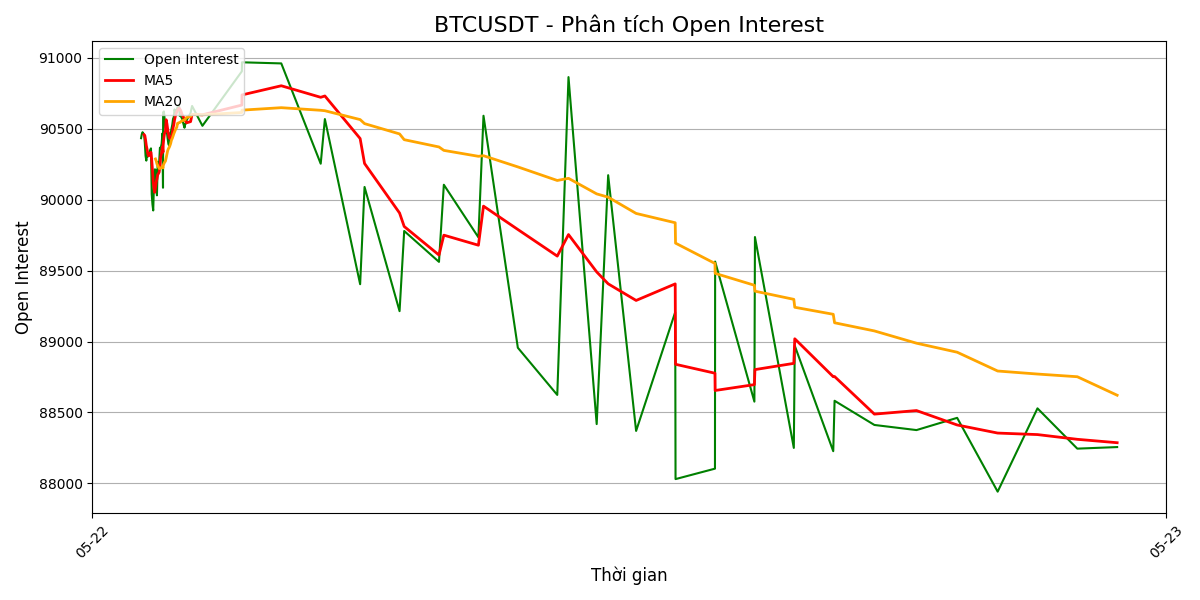 BTCUSDT - Phân tích Open Interest
Open Interest
MA5
MA20
91000
90500
90000
89500
89000
88500
88000
Open Interest
05-22
05-23
Thời gian